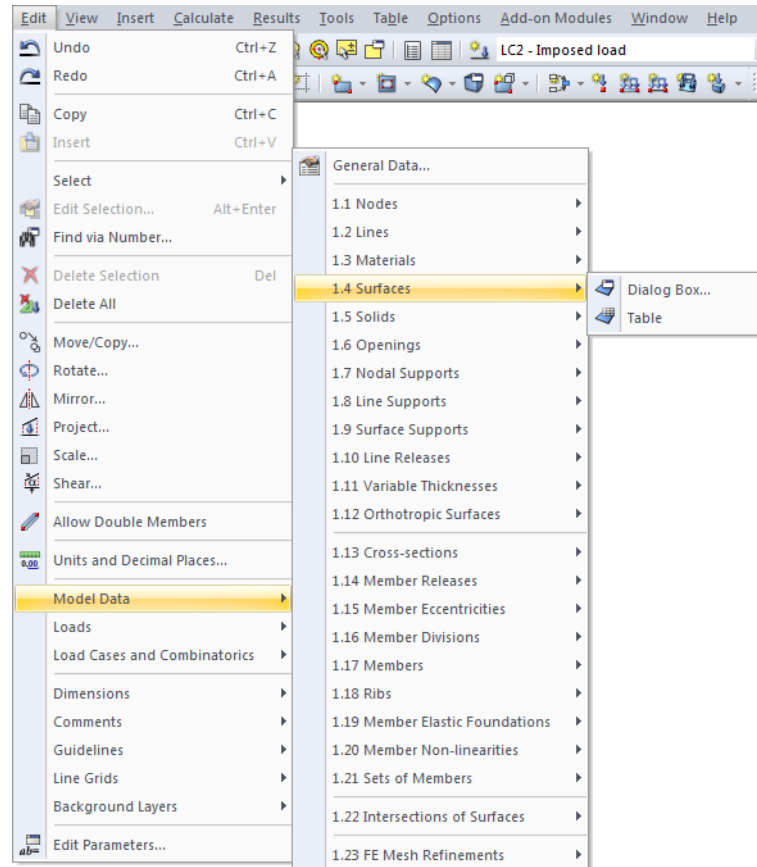 Edit View Insert Calculate Results Tools Table Options Add-on Modules Window Help
LC2 - Imposed load
Undo Ctrl+Z
Redo Ctrl+A
Copy Ctrl+C
Insert Ctrl+V
Select
Edit Selection... Alt+Enter
Find via Number...
Delete Selection Del
Delete All
Move/Copy...
Rotate...
Mirror...
Project...
Scale...
Shear...
Allow Double Members
0,00 Units and Decimal Places...
Model Data
Loads
Load Cases and Combinatorics
Dimensions
Comments
Guidelines
Line Grids
Background Layers
ab= Edit Parameters...
General Data...
1.1 Nodes
1.2 Lines
1.3 Materials
1.4 Surfaces
1.5 Solids
1.6 Openings
1.7 Nodal Supports
1.8 Line Supports
1.9 Surface Supports
1.10 Line Releases
1.11 Variable Thicknesses
1.12 Orthotropic Surfaces
1.13 Cross-sections
1.14 Member Releases
1.15 Member Eccentricities
1.16 Member Divisions
1.17 Members
1.18 Ribs
1.19 Member Elastic Foundations
1.20 Member Non-linearities
1.21 Sets of Members
1.22 Intersections of Surfaces
1.23 FE Mesh Refinements
Dialog Box...
Table